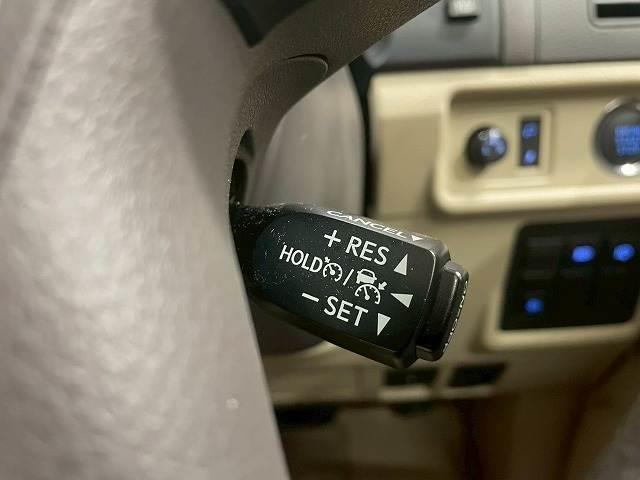 CANCEL
+ RES
HOLD /
− SET